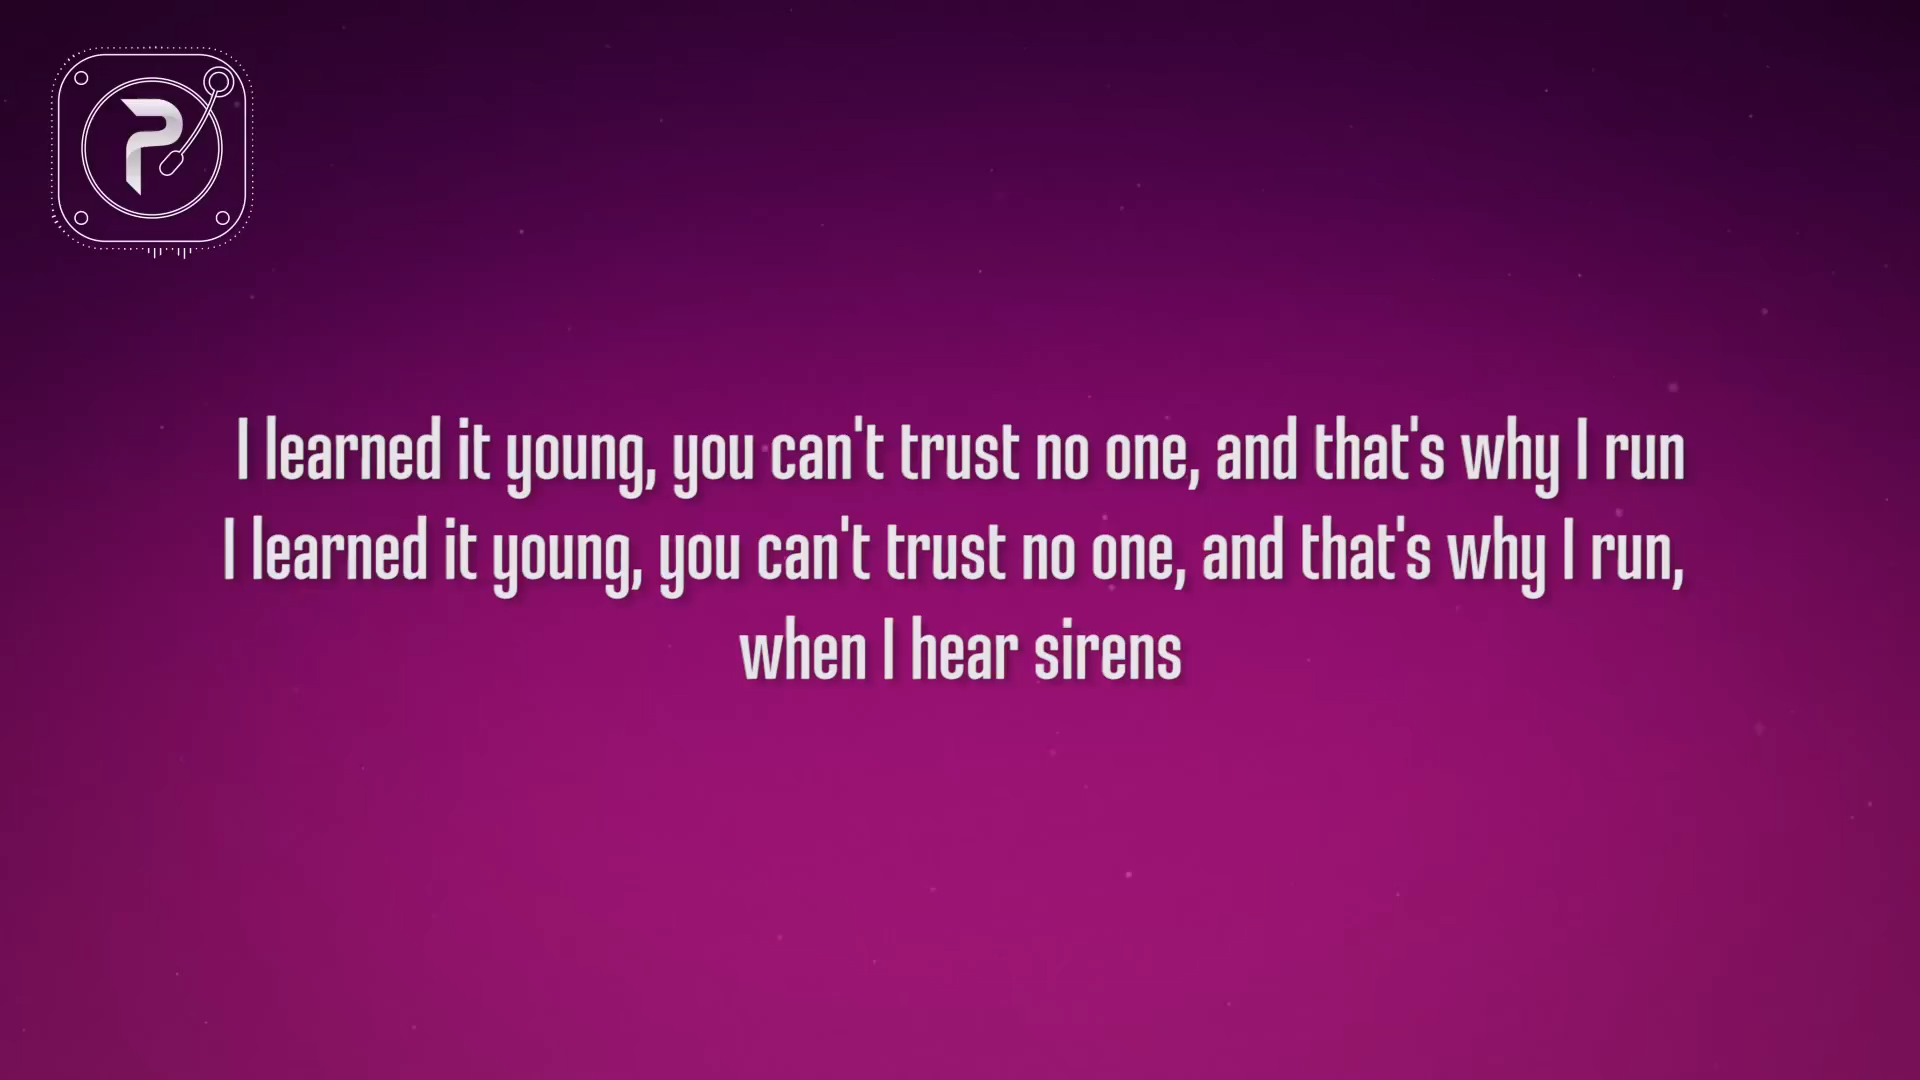 P
I learned it young, you can't trust no one, and that's why I run
I learned it young, you can't trust no one, and that's why I run,
when I hear sirens